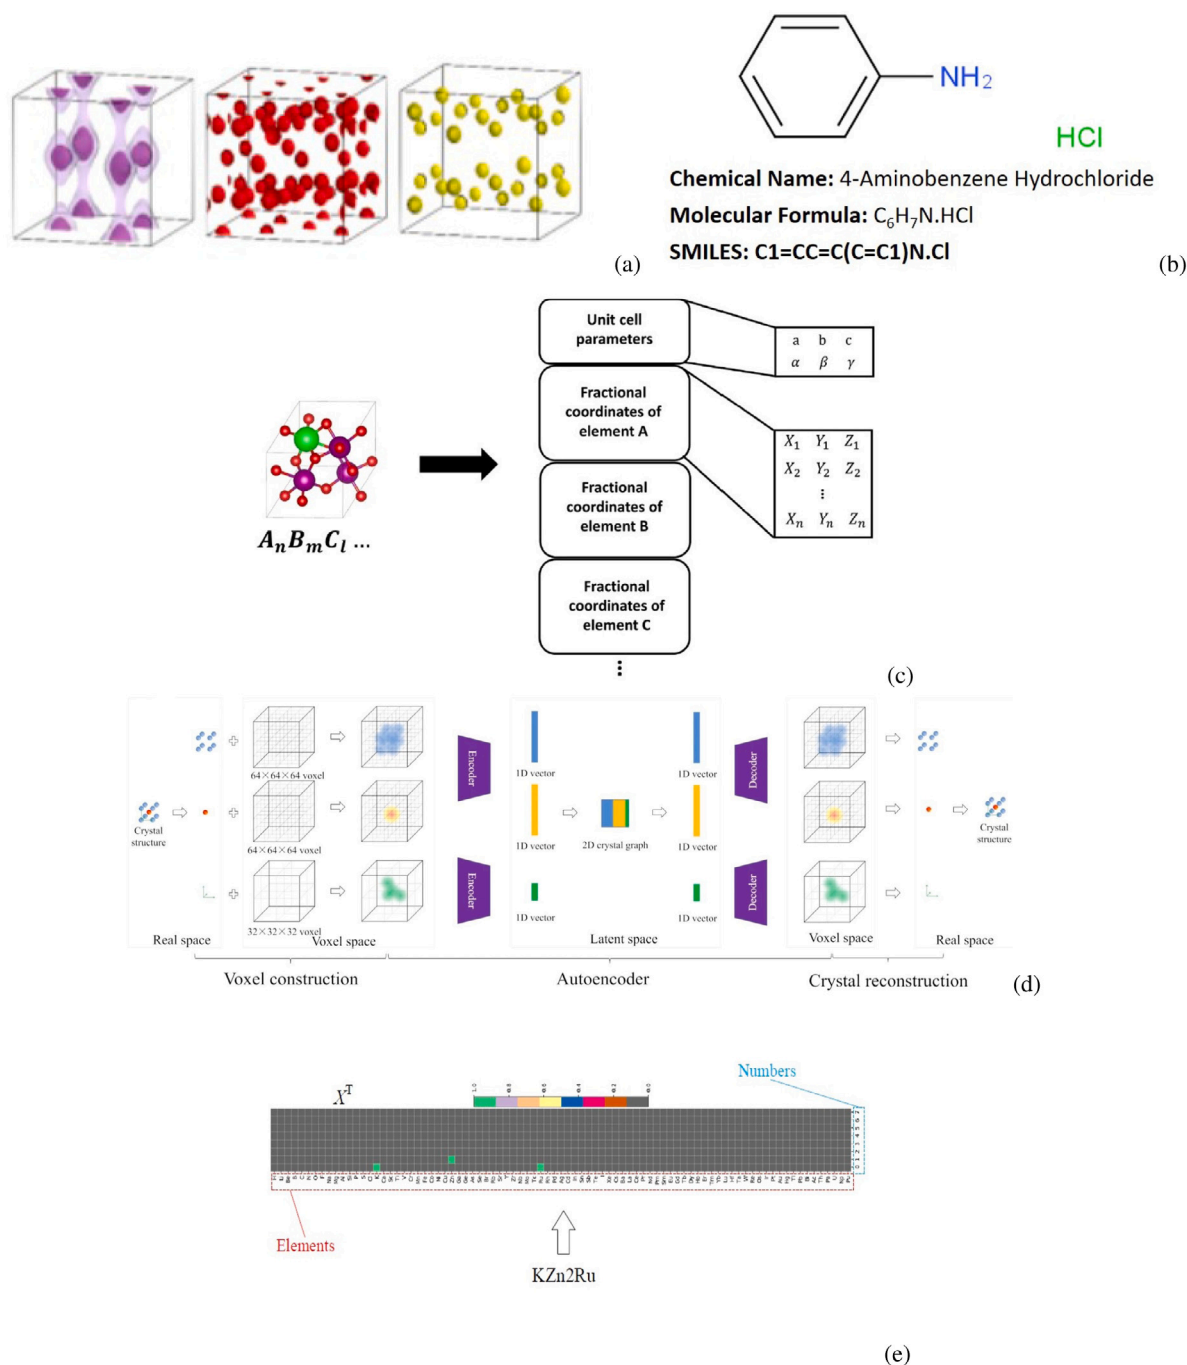 NH₂
HCl
Chemical Name: 4-Aminobenzene Hydrochloride
Molecular Formula: C₆H₇N.HCl
SMILES: C1=CC=C(C=C1)N.Cl
(a)
(b)
Unit cell parameters
a b c
α β γ
Fractional coordinates of element A
X₁ Y₁ Z₁
X₂ Y₂ Z₂
⋮
Xₙ Yₙ Zₙ
Fractional coordinates of element B
AₙBₘCₗ ...
Fractional coordinates of element C
⋮
(c)
64×64×64 voxel
64×64×64 voxel
32×32×32 voxel
Crystal structure
Real space
Voxel space
Encoder
Encoder
1D vector
1D vector
1D vector
2D crystal graph
1D vector
1D vector
1D vector
Latent space
Decoder
Decoder
Voxel space
Crystal structure
Real space
Voxel construction
Autoencoder
Crystal reconstruction
(d)
Xᵀ
Numbers
Elements
KZn2Ru
(e)